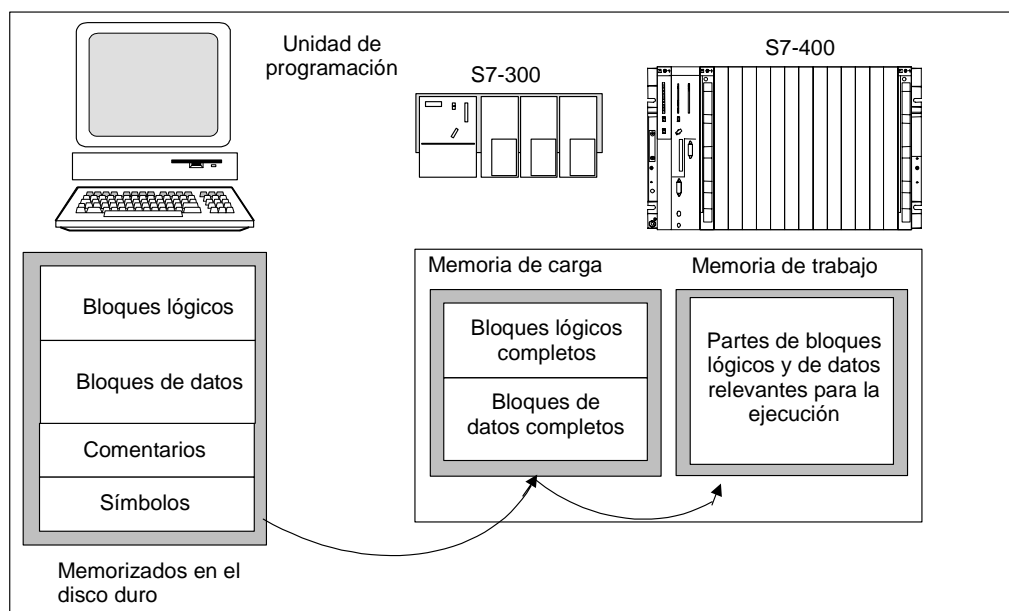 Unidad de
programación
S7-300
S7-400
Memoria de carga
Memoria de trabajo
Bloques lógicos
Bloques de datos
Comentarios
Símbolos
Bloques lógicos
completos
Bloques de
datos completos
Partes de bloques
lógicos y de datos
relevantes para la
ejecución
Memorizados en el
disco duro